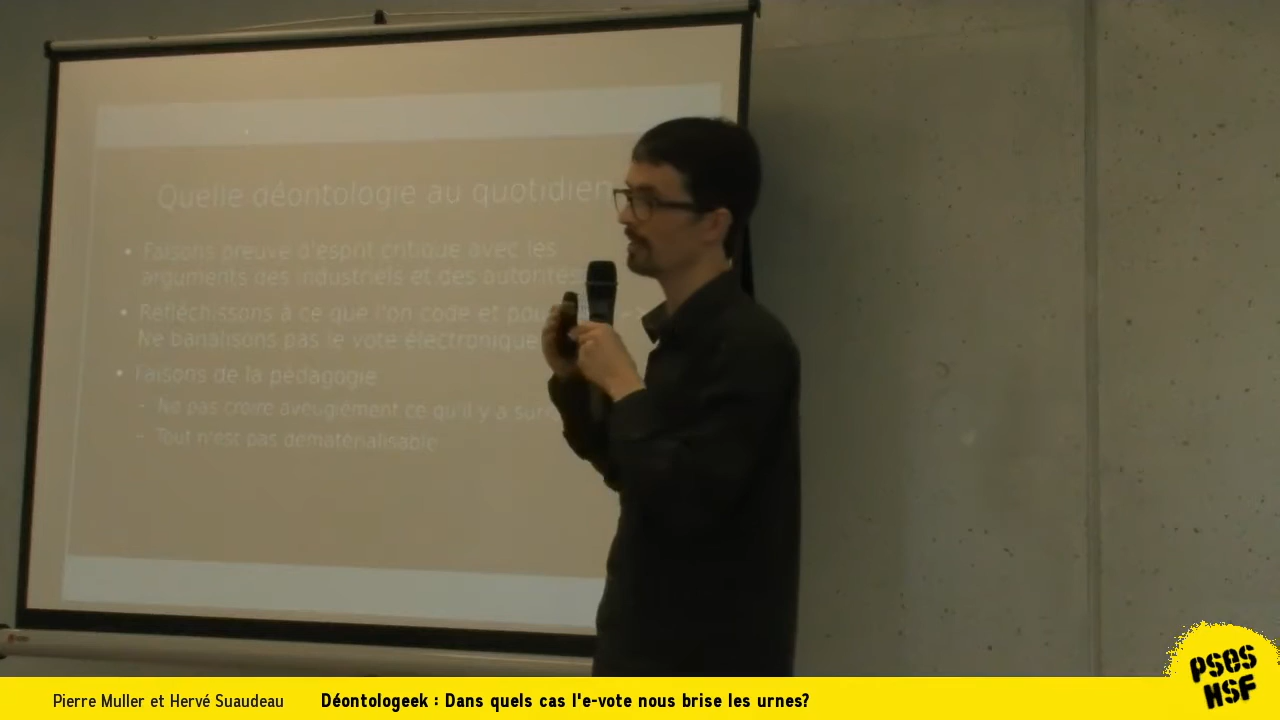 Quelle déontologie au quotidien
• Faisons preuve d'esprit critique avec les
arguments des industriels et des autorités
• Réfléchissons à ce que l'on code et pou
Ne banalisons pas le vote électronique
• Faisons de la pédagogie
- Ne pas croire aveuglément ce qu'il y a sur
- Tout n'est pas dématérialisable
Pierre Muller et Hervé Suaudeau Déontologeek : Dans quels cas l'e-vote nous brise les urnes?
PSES
HSF